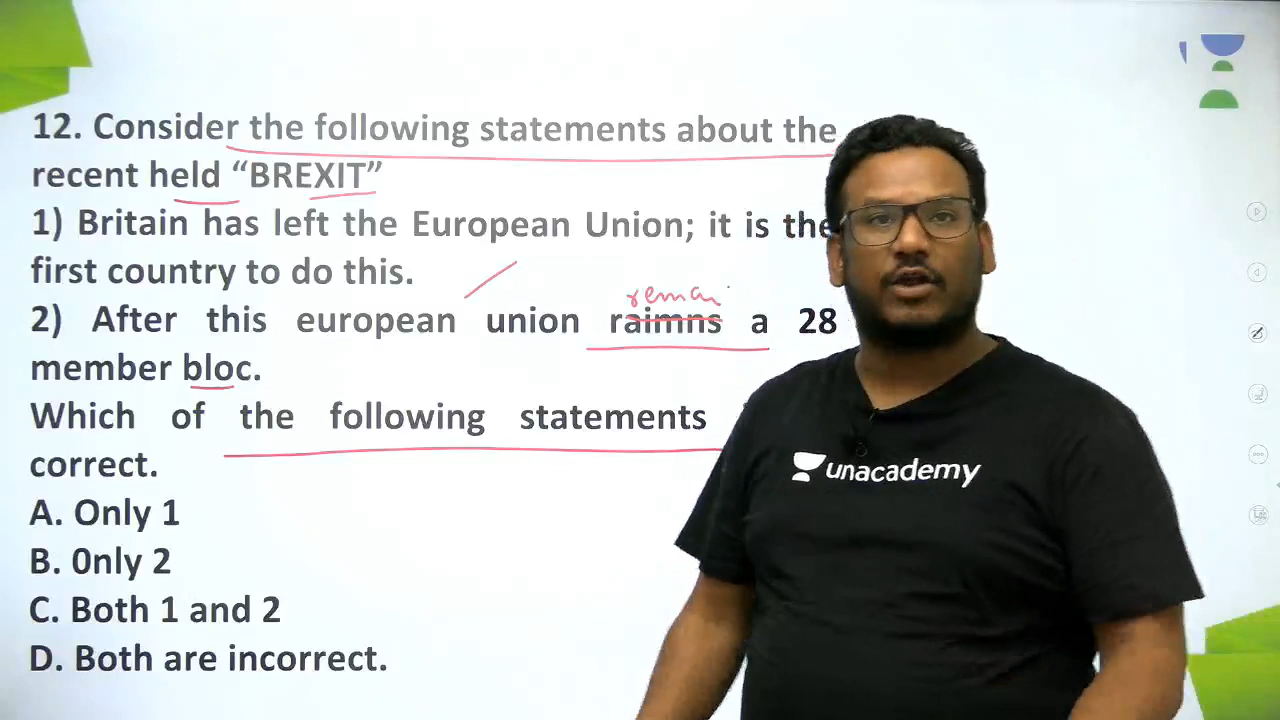 12. Consider the following statements about the
recent held “BREXIT”
1) Britain has left the European Union; it is the
first country to do this.
remai
2) After this european union raimns a 28
member bloc.
Which of the following statements
correct.
A. Only 1
B. 0nly 2
C. Both 1 and 2
D. Both are incorrect.
unacademy